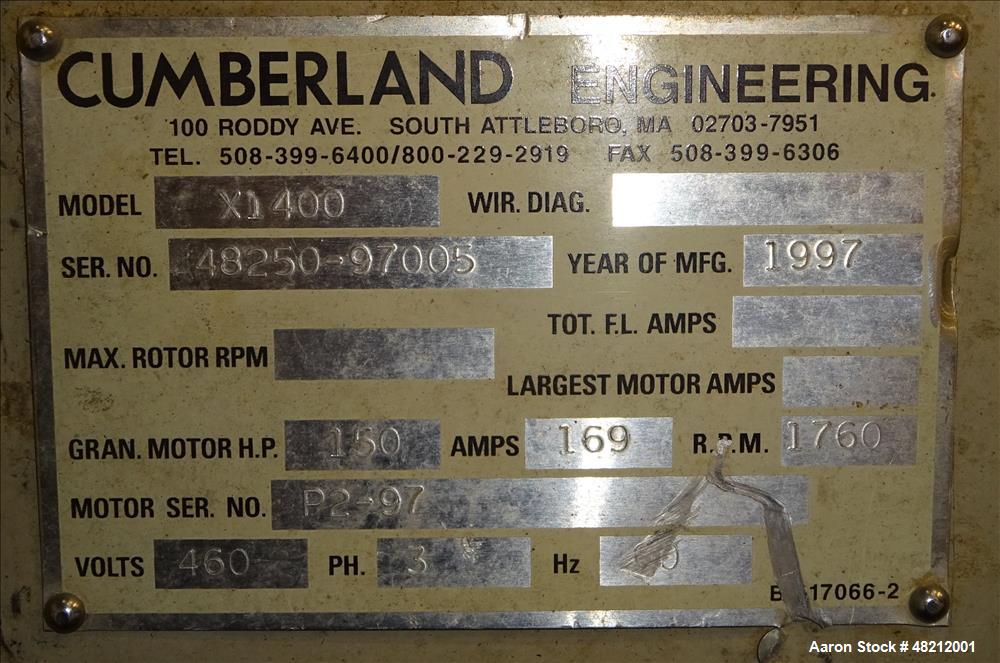 CUMBERLAND ENGINEERING
100 RODDY AVE. SOUTH ATTLEBORO, MA 02703-7951
TEL. 508-399-6400/800-229-2919 FAX 508-399-6306
MODEL X1400 WIR. DIAG.
SER. NO. 48250-97005 YEAR OF MFG. 1997
TOT. F.L. AMPS
MAX. ROTOR RPM
LARGEST MOTOR AMPS
GRAN. MOTOR H.P. 150 AMPS 169 R.P.M. 1760
MOTOR SER. NO. P2-97
VOLTS 460 PH. 3 Hz
Aaron Stock # 48212001